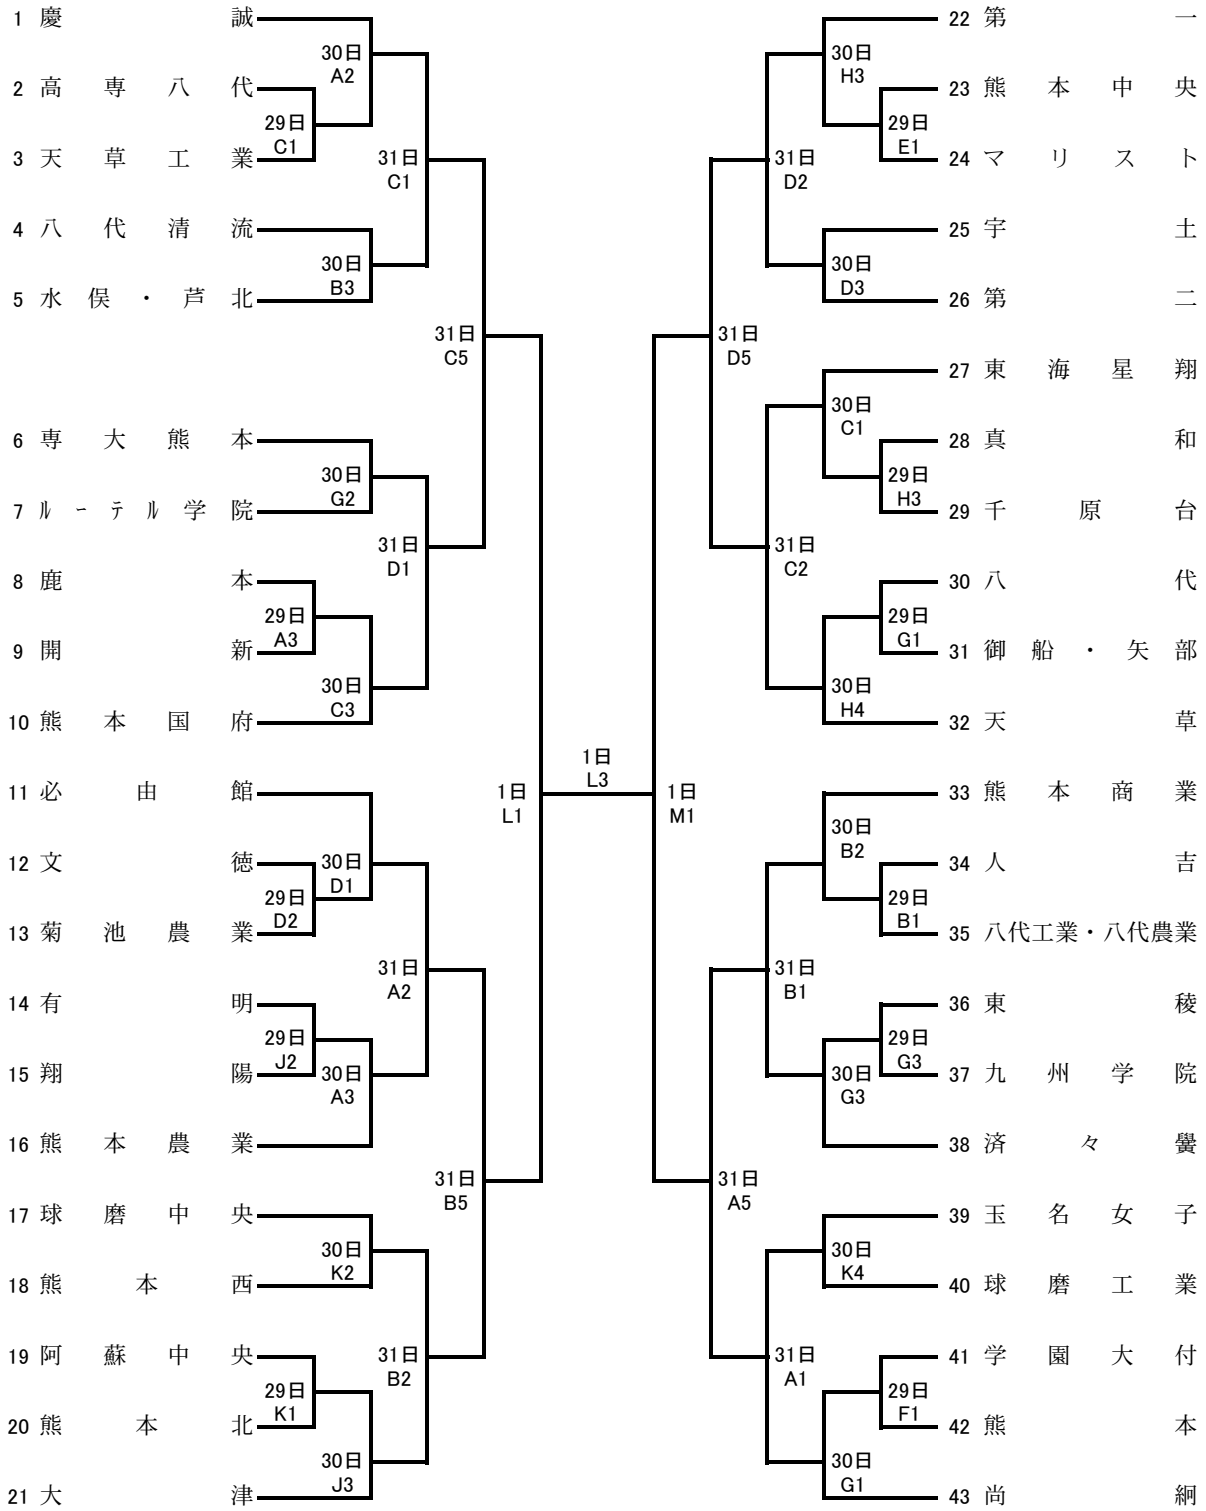 1 慶誠
30日
A2
2 高専八代
29日
C1
3 天草工業
31日
C1
4 八代清流
30日
B3
5 水俣・芦北
31日
C5
6 専大熊本
30日
G2
7 ルーテル学院
31日
D1
8 鹿本
29日
A3
9 開新
30日
C3
10 熊本国府
11 必由館
1日
L1
12 文徳
30日
D1
29日
D2
13 菊池農業
31日
A2
14 有明
29日
J2
15 翔陽
30日
A3
16 熊本農業
31日
B5
17 球磨中央
30日
K2
18 熊本西
19 阿蘇中央
31日
B2
29日
K1
20 熊本北
30日
J3
21 大津
1日
L3
22 第一
30日
H3
23 熊本中央
29日
E1
24 マリスト
31日
D2
25 宇土
30日
D3
26 第二
31日
D5
27 東海星翔
30日
C1
28 真和
29日
H3
29 千原台
31日
C2
30 八代
29日
G1
31 御船・矢部
30日
H4
32 天草
1日
M1
33 熊本商業
30日
B2
34 人吉
29日
B1
35 八代工業・八代農業
31日
B1
36 東稜
29日
G3
37 九州学院
30日
G3
38 済々黌
31日
A5
39 玉名女子
30日
K4
40 球磨工業
31日
A1
41 学園大付
29日
F1
42 熊本
30日
G1
43 尚絅